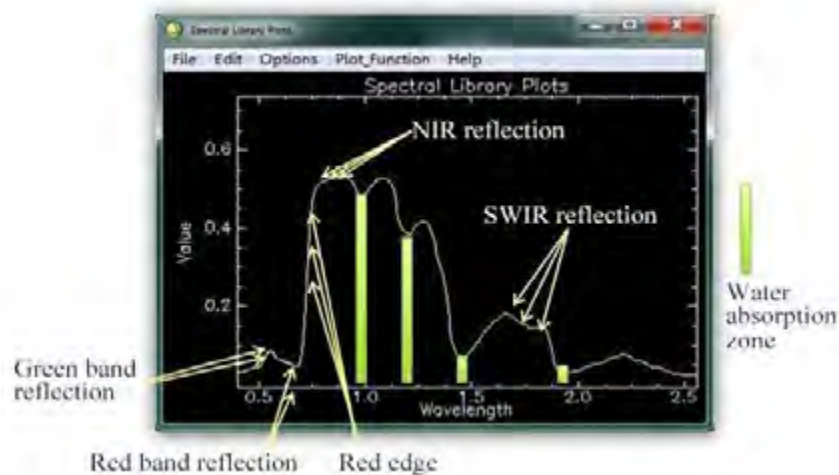 Spectral Library Plots
File Edit Options Plot_Function Help
Spectral Library Plots
NIR reflection
0.6
SWIR reflection
0.4
Value
0.2
Water
absorption
zone
Green band
reflection
0.5 1.0 1.5 2.0 2.5
Wavelength
Red band reflection Red edge